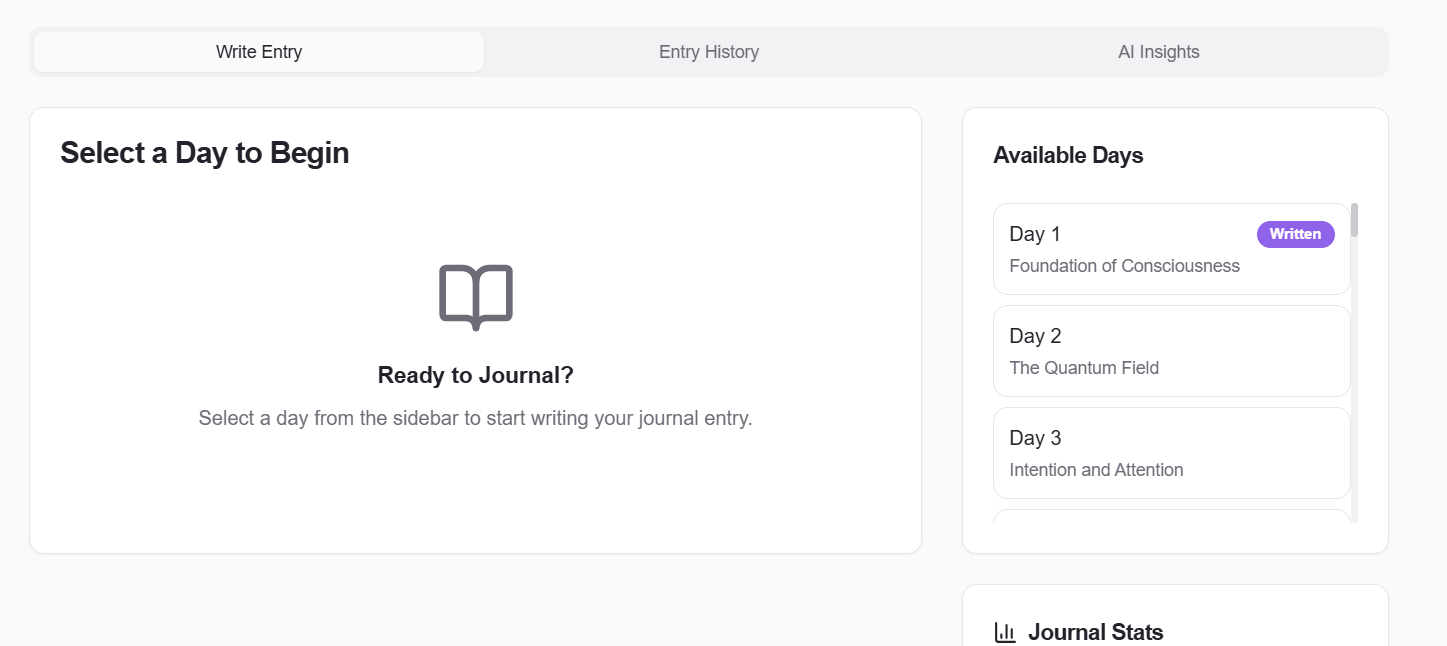 Write Entry
Entry History
AI Insights
Select a Day to Begin
Ready to Journal?
Select a day from the sidebar to start writing your journal entry.
Available Days
Day 1
Written
Foundation of Consciousness
Day 2
The Quantum Field
Day 3
Intention and Attention
Journal Stats